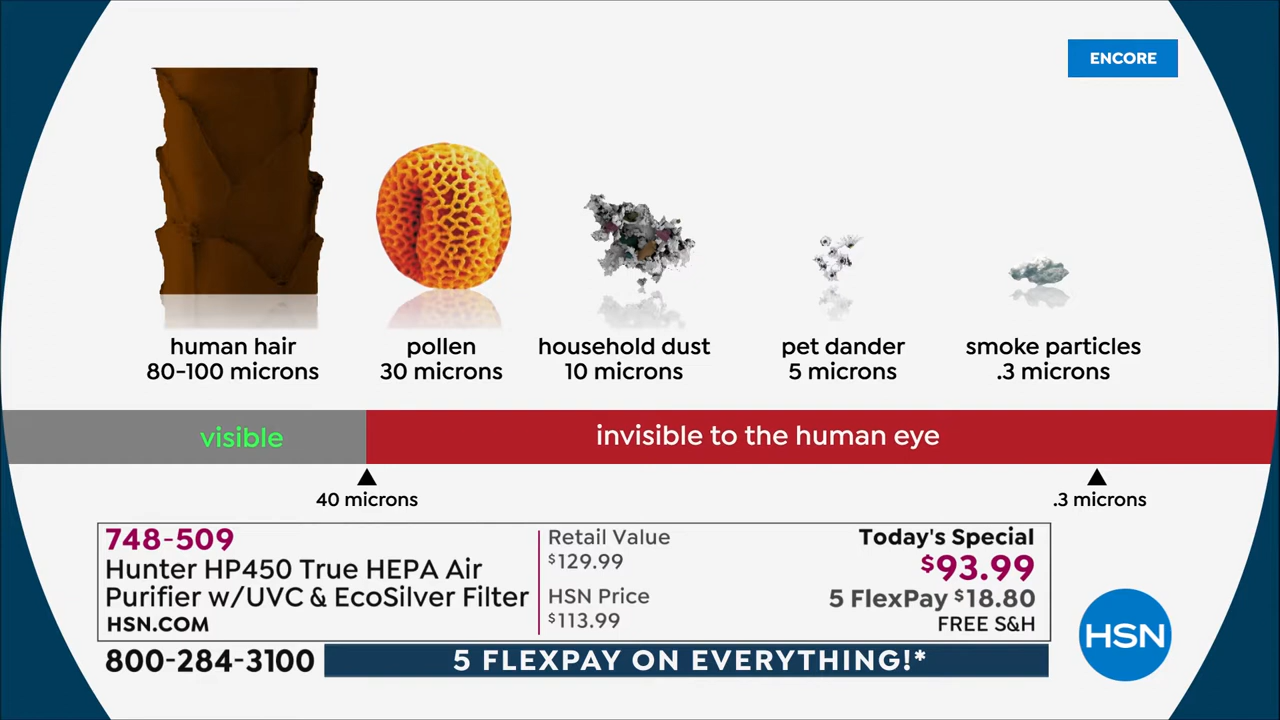 ENCORE
human hair
80-100 microns
pollen
30 microns
household dust
10 microns
pet dander
5 microns
smoke particles
.3 microns
visible
invisible to the human eye
40 microns
.3 microns
748-509
Hunter HP450 True HEPA Air
Purifier w/UVC & EcoSilver Filter
HSN.COM
Retail Value
$129.99
HSN Price
$113.99
Today's Special
$93.99
5 FlexPay $18.80
FREE S&H
HSN
800-284-3100
5 FLEXPAY ON EVERYTHING!*